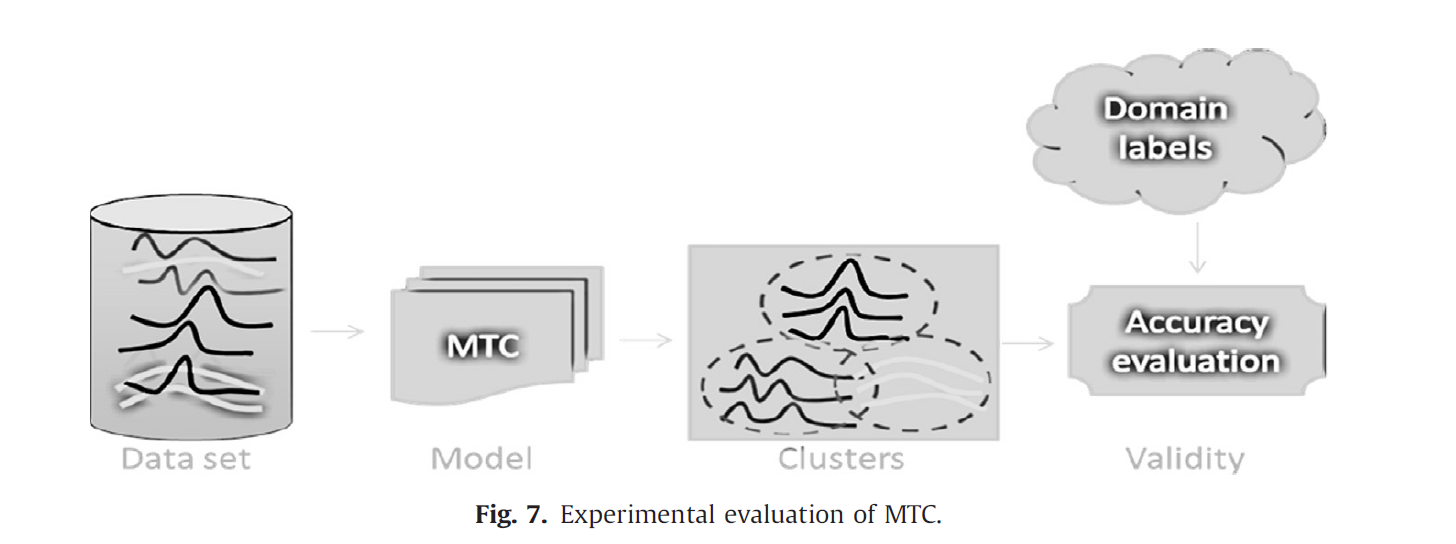 Domain
labels
MTC
Accuracy
evaluation
Data set
Model
Clusters
Validity
Fig. 7. Experimental evaluation of MTC.